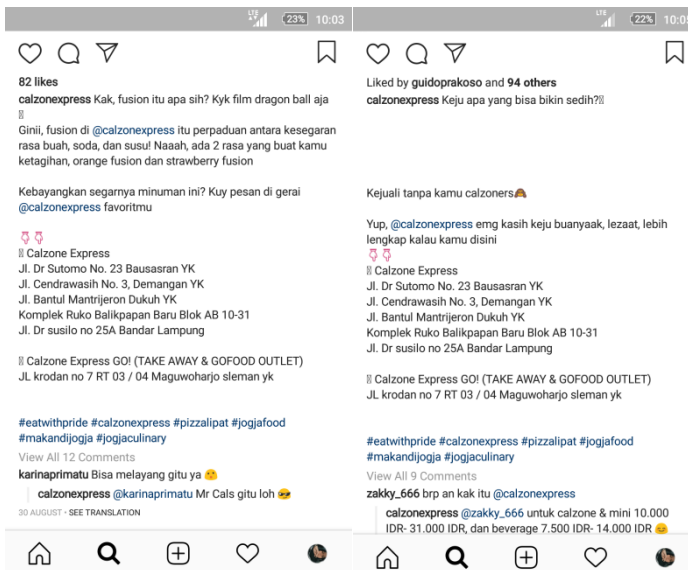 LTE 23% 10:03
82 likes
calzonexpress Kak, fusion itu apa sih? Kyk film dragon ball aja
Ginii, fusion di @calzonexpress itu perpaduan antara kesegaran
rasa buah, soda, dan susu! Naaah, ada 2 rasa yang buat kamu
ketagihan, orange fusion dan strawberry fusion
Kebayangkan segarnya minuman ini? Kuy pesan di gerai
@calzonexpress favoritmu
👇👇
Calzone Express
Jl. Dr Sutomo No. 23 Bausasran YK
Jl. Cendrawasih No. 3, Demangan YK
Jl. Bantul Mantrijeron Dukuh YK
Komplek Ruko Balikpapan Baru Blok AB 10-31
Jl. Dr susilo no 25A Bandar Lampung
Calzone Express GO! (TAKE AWAY & GOFOOD OUTLET)
JL krodan no 7 RT 03 / 04 Maguwoharjo sleman yk
#eatwithpride #calzonexpress #pizzalipat #jogjafood
#makandijogja #jogjaculinary
View All 12 Comments
karinaprimatu Bisa melayang gitu ya
calzonexpress @karinaprimatu Mr Cals gitu loh 😎
30 AUGUST • SEE TRANSLATION
LTE 22% 10:05
Liked by guidoprakoso and 94 others
calzonexpress Keju apa yang bisa bikin sedih?
Kejuali tanpa kamu calzoners🙈
Yup, @calzonexpress emg kasih keju buanyaak, lezaat, lebih
lengkap kalau kamu disini
👇👇
Calzone Express
Jl. Dr Sutomo No. 23 Bausasran YK
Jl. Cendrawasih No. 3, Demangan YK
Jl. Bantul Mantrijeron Dukuh YK
Komplek Ruko Balikpapan Baru Blok AB 10-31
Jl. Dr susilo no 25A Bandar Lampung
Calzone Express GO! (TAKE AWAY & GOFOOD OUTLET)
JL krodan no 7 RT 03 / 04 Maguwoharjo sleman yk
#eatwithpride #calzonexpress #pizzalipat #jogjafood
#makandijogja #jogjaculinary
View All 9 Comments
zakky_666 brp an kak itu @calzonexpress
calzonexpress @zakky_666 untuk calzone & mini 10.000
IDR- 31.000 IDR, dan beverage 7.500 IDR- 14.000 IDR 😊